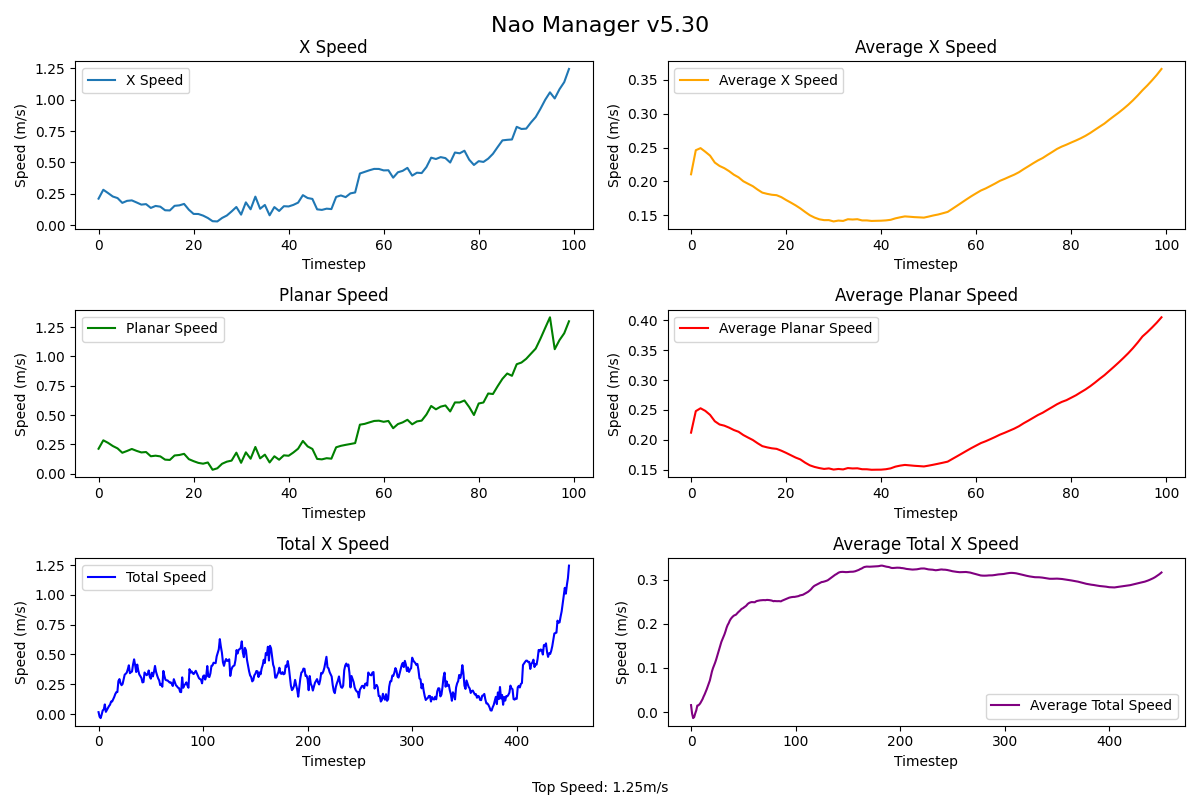 Nao Manager v5.30
X Speed
1.25
1.00
0.75
0.50
0.25
0.00
Speed (m/s)
X Speed
0 20 40 60 80 100
Timestep
Average X Speed
0.35
0.30
0.25
0.20
0.15
Speed (m/s)
Average X Speed
0 20 40 60 80 100
Timestep
Planar Speed
1.25
1.00
0.75
0.50
0.25
0.00
Speed (m/s)
Planar Speed
0 20 40 60 80 100
Timestep
Average Planar Speed
0.40
0.35
0.30
0.25
0.20
0.15
Speed (m/s)
Average Planar Speed
0 20 40 60 80 100
Timestep
Total X Speed
1.25
1.00
0.75
0.50
0.25
0.00
Speed (m/s)
Total Speed
0 100 200 300 400
Timestep
Average Total X Speed
0.3
0.2
0.1
0.0
Speed (m/s)
Average Total Speed
0 100 200 300 400
Timestep
Top Speed: 1.25m/s